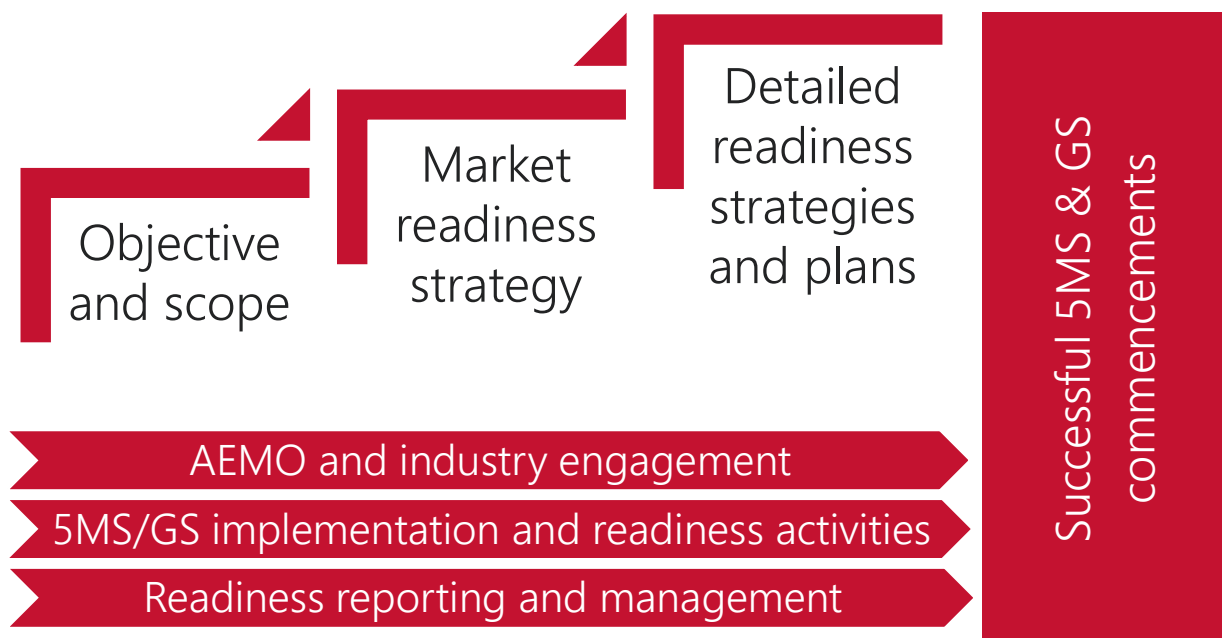 Objective
and scope
Market
readiness
strategy
Detailed
readiness
strategies
and plans
AEMO and industry engagement
5MS/GS implementation and readiness activities
Readiness reporting and management
Successful 5MS & GS
commencements